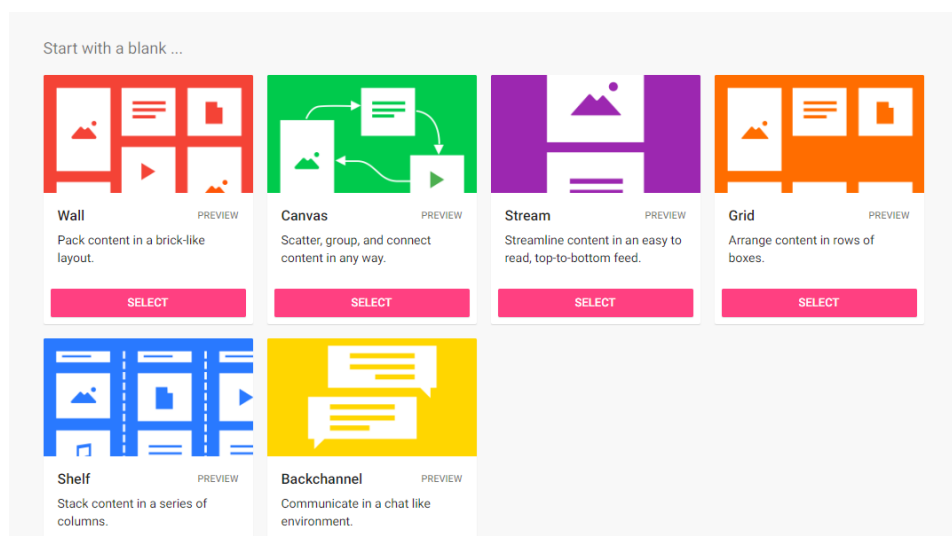 Start with a blank ...
Wall
PREVIEW
Pack content in a brick-like
layout.
SELECT
Canvas
PREVIEW
Scatter, group, and connect
content in any way.
SELECT
Stream
PREVIEW
Streamline content in an easy to
read, top-to-bottom feed.
SELECT
Grid
PREVIEW
Arrange content in rows of
boxes.
SELECT
Shelf
PREVIEW
Stack content in a series of
columns.
Backchannel
PREVIEW
Communicate in a chat like
environment.